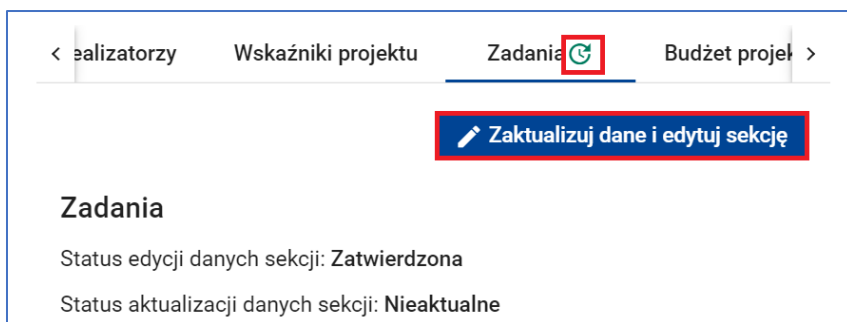 ealizatorzy Wskaźniki projektu Zadania Budżet projek
Zaktualizuj dane i edytuj sekcję
Zadania
Status edycji danych sekcji: Zatwierdzona
Status aktualizacji danych sekcji: Nieaktualne